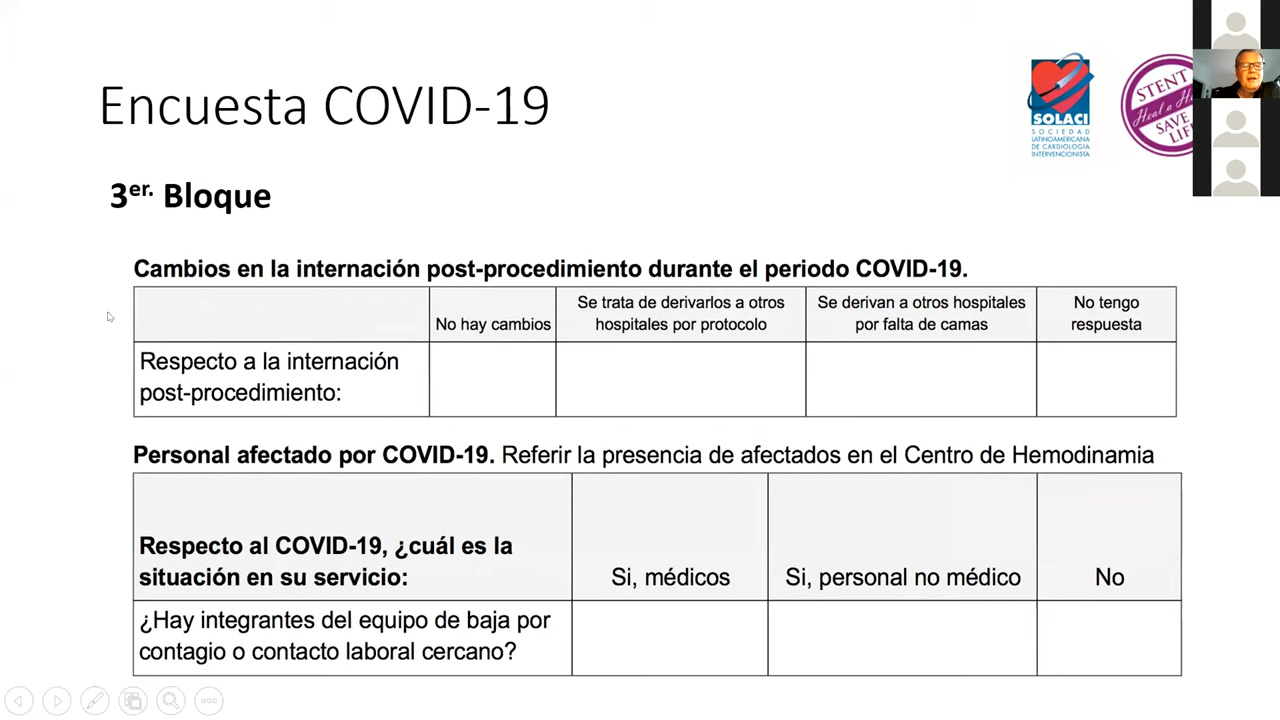 Encuesta COVID-19
SOLACI
SOCIEDAD
LATINOAMERICANA
DE CARDIOLOGÍA
INTERVENCIONISTA
STENT
SAVE
3er. Bloque
Cambios en la internación post-procedimiento durante el periodo COVID-19.
No hay cambios
Se trata de derivarlos a otros
hospitales por protocolo
Se derivan a otros hospitales
por falta de camas
No tengo
respuesta
Respecto a la internación
post-procedimiento:
Personal afectado por COVID-19. Referir la presencia de afectados en el Centro de Hemodinamia
Respecto al COVID-19, ¿cuál es la
situación en su servicio:
Si, médicos
Si, personal no médico
No
¿Hay integrantes del equipo de baja por
contagio o contacto laboral cercano?